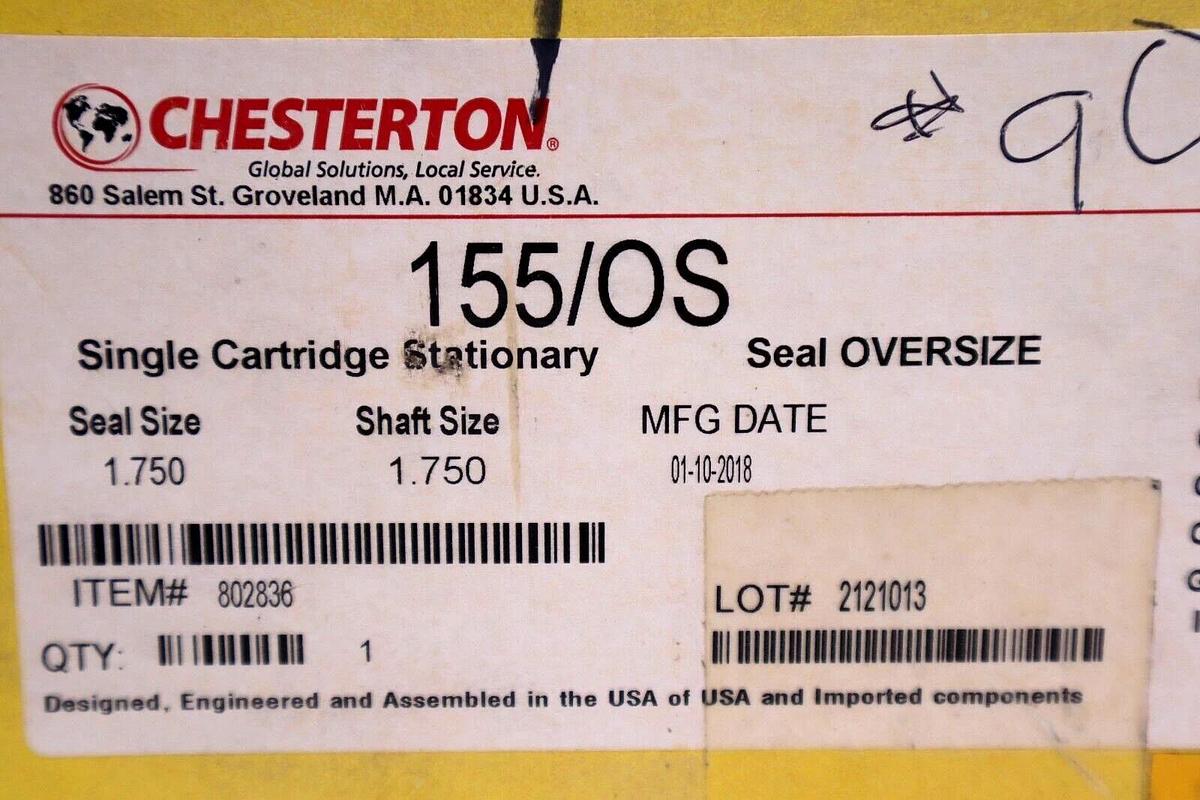 CHESTERTON®
Global Solutions, Local Service.
860 Salem St. Groveland M.A. 01834 U.S.A.
# 9
155/OS
Single Cartridge Stationary Seal OVERSIZE
Seal Size Shaft Size MFG DATE
1.750 1.750 01-10-2018
ITEM# 802836
LOT# 2121013
QTY: 1
Designed, Engineered and Assembled in the USA of USA and Imported components